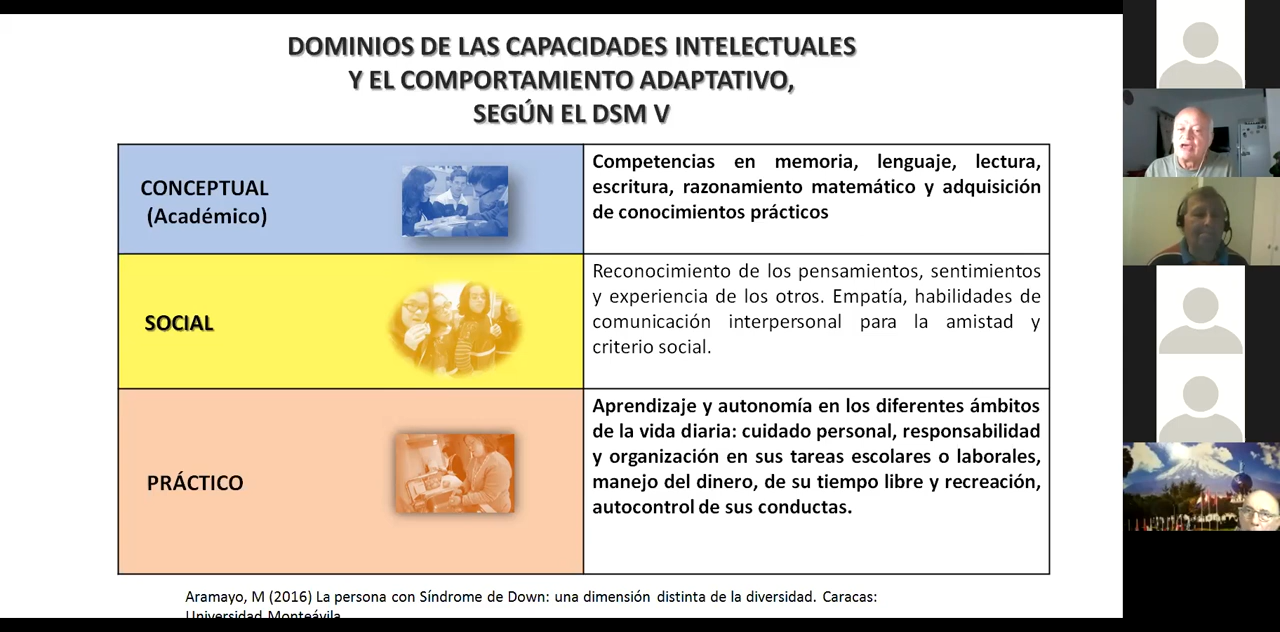 DOMINIOS DE LAS CAPACIDADES INTELECTUALES
Y EL COMPORTAMIENTO ADAPTATIVO,
SEGÚN EL DSM V
CONCEPTUAL
(Académico)
Competencias en memoria, lenguaje, lectura,
escritura, razonamiento matemático y adquisición
de conocimientos prácticos
SOCIAL
Reconocimiento de los pensamientos, sentimientos
y experiencia de los otros. Empatía, habilidades de
comunicación interpersonal para la amistad y
criterio social.
PRÁCTICO
Aprendizaje y autonomía en los diferentes ámbitos
de la vida diaria: cuidado personal, responsabilidad
y organización en sus tareas escolares o laborales,
manejo del dinero, de su tiempo libre y recreación,
autocontrol de sus conductas.
Aramayo, M (2016) La persona con Síndrome de Down: una dimensión distinta de la diversidad. Caracas:
Universidad Monteávila